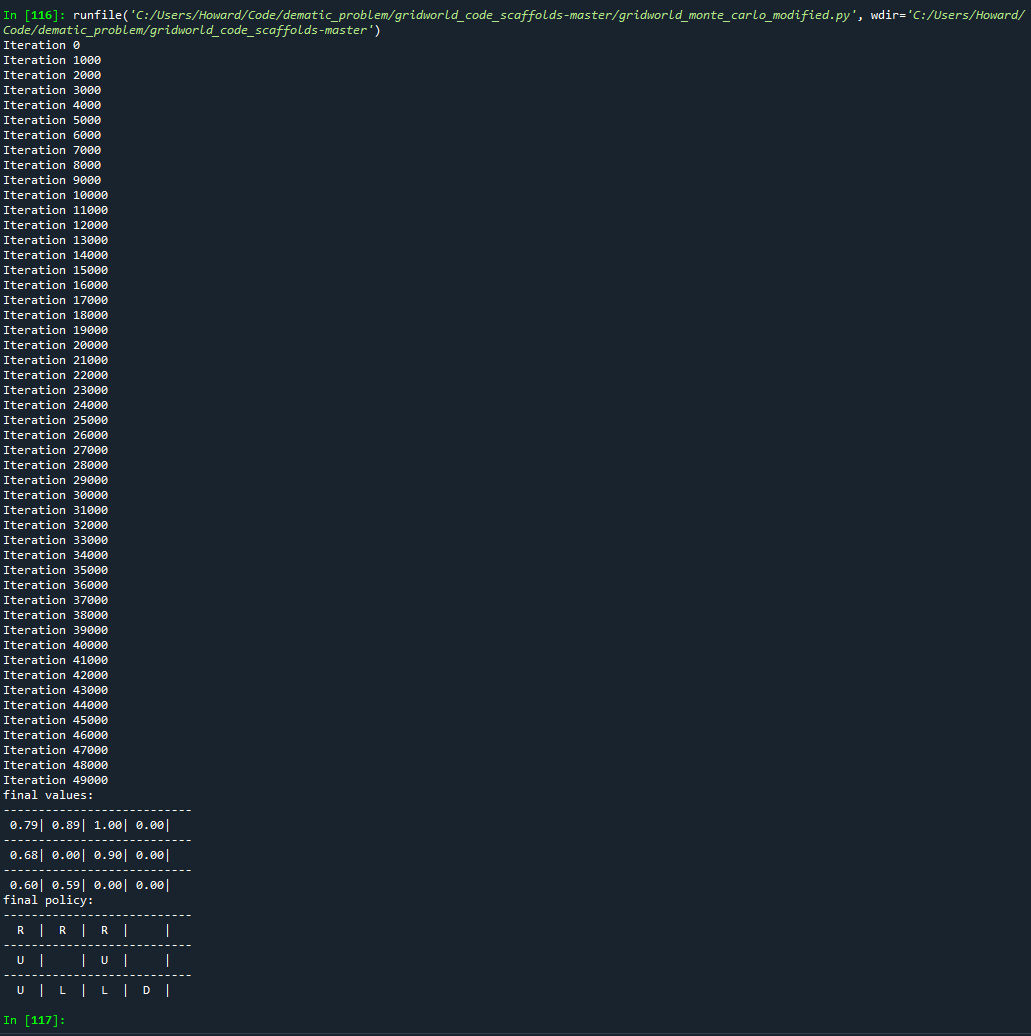 In [116]: runfile('C:/Users/Howard/Code/dematic_problem/gridworld_code_scaffolds-master/gridworld_monte_carlo_modified.py', wdir='C:/Users/Howard/
Code/dematic_problem/gridworld_code_scaffolds-master')
Iteration 0
Iteration 1000
Iteration 2000
Iteration 3000
Iteration 4000
Iteration 5000
Iteration 6000
Iteration 7000
Iteration 8000
Iteration 9000
Iteration 10000
Iteration 11000
Iteration 12000
Iteration 13000
Iteration 14000
Iteration 15000
Iteration 16000
Iteration 17000
Iteration 18000
Iteration 19000
Iteration 20000
Iteration 21000
Iteration 22000
Iteration 23000
Iteration 24000
Iteration 25000
Iteration 26000
Iteration 27000
Iteration 28000
Iteration 29000
Iteration 30000
Iteration 31000
Iteration 32000
Iteration 33000
Iteration 34000
Iteration 35000
Iteration 36000
Iteration 37000
Iteration 38000
Iteration 39000
Iteration 40000
Iteration 41000
Iteration 42000
Iteration 43000
Iteration 44000
Iteration 45000
Iteration 46000
Iteration 47000
Iteration 48000
Iteration 49000
final values:
---------------------------
 0.79| 0.89| 1.00| 0.00|
---------------------------
 0.68| 0.00| 0.90| 0.00|
---------------------------
 0.60| 0.59| 0.00| 0.00|
final policy:
---------------------------
  R  |  R  |  R  |     |
---------------------------
  U  |     |  U  |     |
---------------------------
  U  |  L  |  L  |  D  |
In [117]: